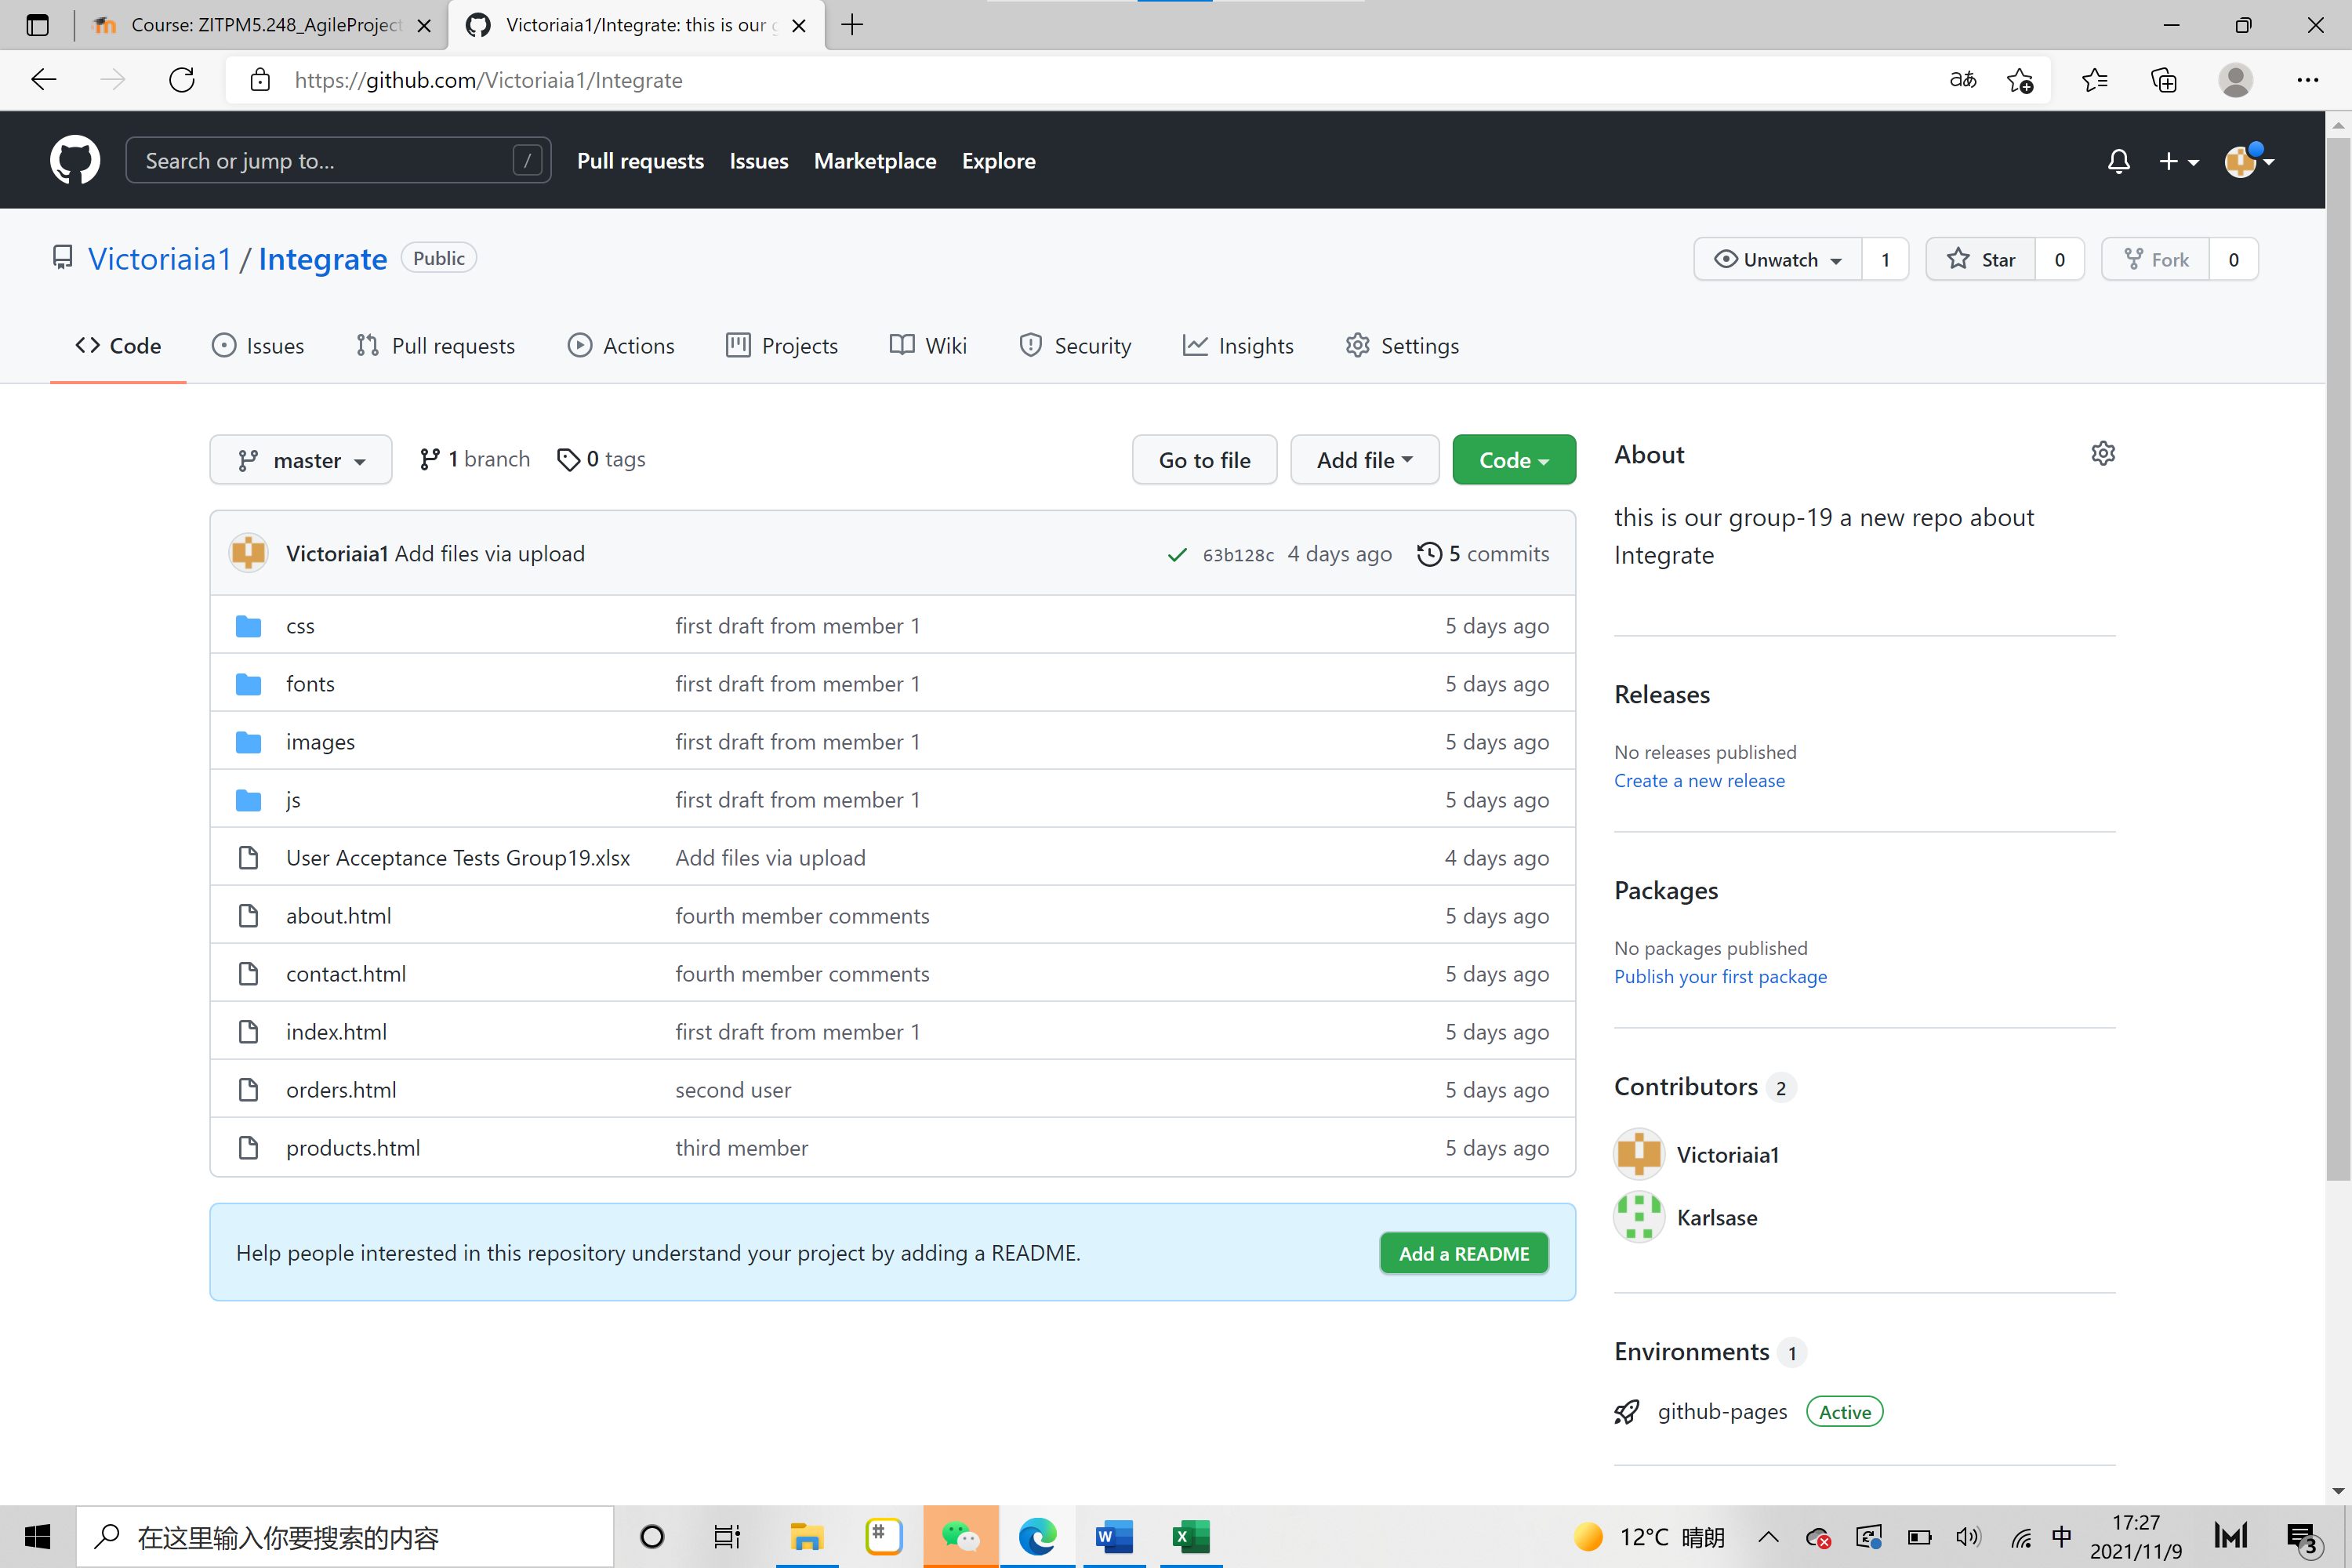 Course: ZITPM5.248_AgileProject
Victoriaia1/Integrate: this is our g
https://github.com/Victoriaia1/Integrate
aあ
Search or jump to... /
Pull requests Issues Marketplace Explore
Victoriaia1 / Integrate Public
Unwatch 1 Star 0 Fork 0
Code Issues Pull requests Actions Projects Wiki Security Insights Settings
master 1 branch 0 tags Go to file Add file Code
Victoriaia1 Add files via upload 63b128c 4 days ago 5 commits
css first draft from member 1 5 days ago
fonts first draft from member 1 5 days ago
images first draft from member 1 5 days ago
js first draft from member 1 5 days ago
User Acceptance Tests Group19.xlsx Add files via upload 4 days ago
about.html fourth member comments 5 days ago
contact.html fourth member comments 5 days ago
index.html first draft from member 1 5 days ago
orders.html second user 5 days ago
products.html third member 5 days ago
Help people interested in this repository understand your project by adding a README. Add a README
About
this is our group-19 a new repo about
Integrate
Releases
No releases published
Create a new release
Packages
No packages published
Publish your first package
Contributors 2
Victoriaia1
Karlsase
Environments 1
github-pages Active
在这里输入你要搜索的内容
12°C 晴朗
中
17:27
2021/11/9
3